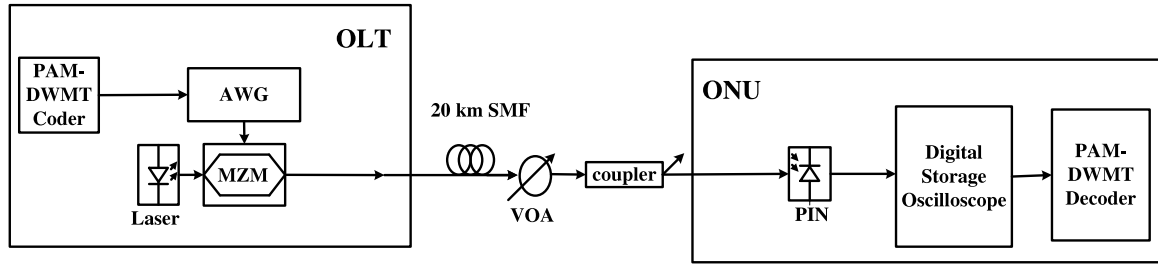 OLT
PAM-
DWMT
Coder
AWG
MZM
Laser
20 km SMF
VOA
coupler
ONU
PIN
Digital
Storage
Oscilloscope
PAM-
DWMT
Decoder